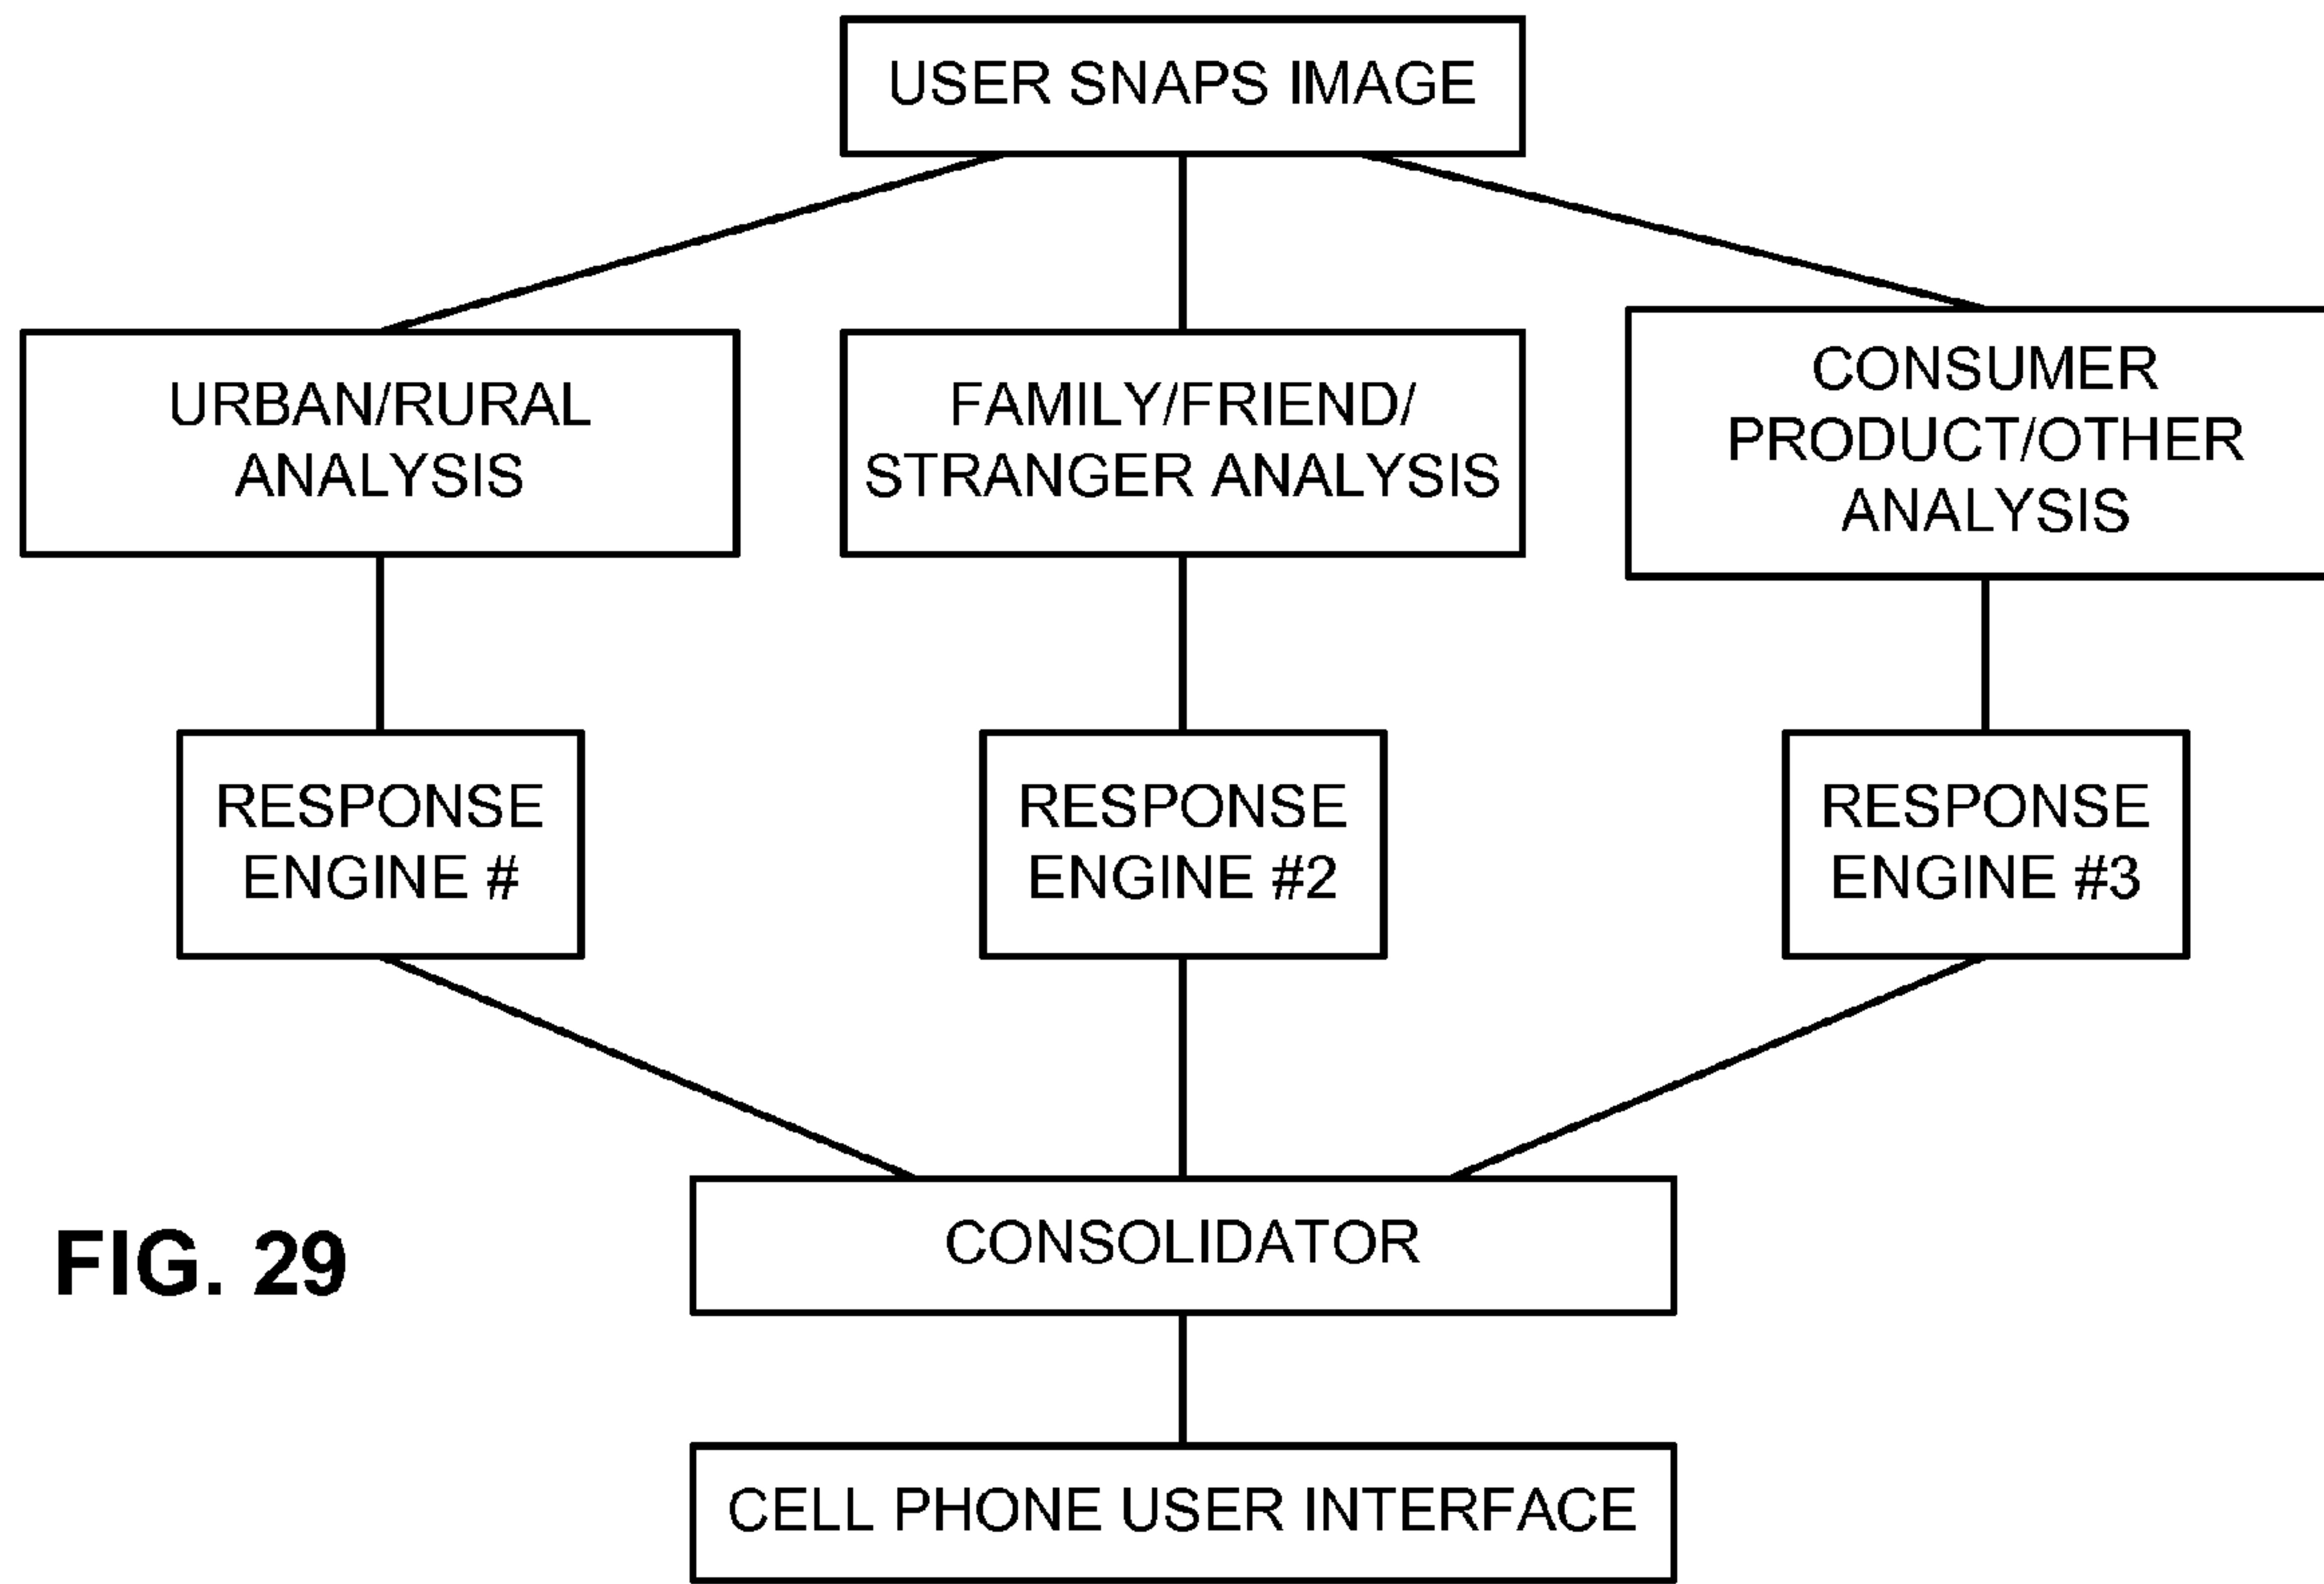 USER SNAPS IMAGE
URBAN/RURAL
ANALYSIS
FAMILY/FRIEND/
STRANGER ANALYSIS
CONSUMER
PRODUCT/OTHER
ANALYSIS
RESPONSE
ENGINE #
RESPONSE
ENGINE #2
RESPONSE
ENGINE #3
CONSOLIDATOR
FIG. 29
CELL PHONE USER INTERFACE